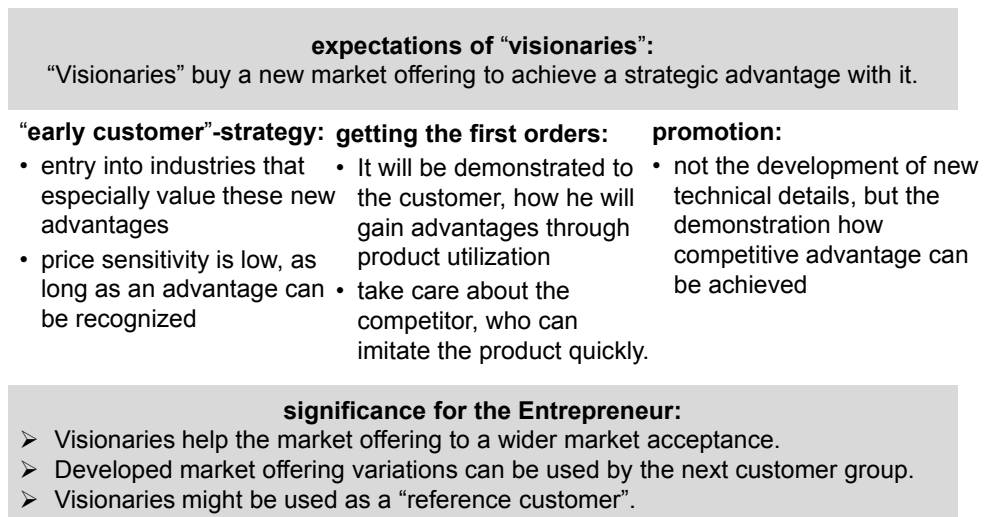 expectations of “visionaries”:
“Visionaries” buy a new market offering to achieve a strategic advantage with it.
“early customer”-strategy:
• entry into industries that
especially value these new
advantages
• price sensitivity is low, as
long as an advantage can
be recognized
getting the first orders:
• It will be demonstrated to
the customer, how he will
gain advantages through
product utilization
• take care about the
competitor, who can
imitate the product quickly.
promotion:
• not the development of new
technical details, but the
demonstration how
competitive advantage can
be achieved
significance for the Entrepreneur:
➢ Visionaries help the market offering to a wider market acceptance.
➢ Developed market offering variations can be used by the next customer group.
➢ Visionaries might be used as a “reference customer”.